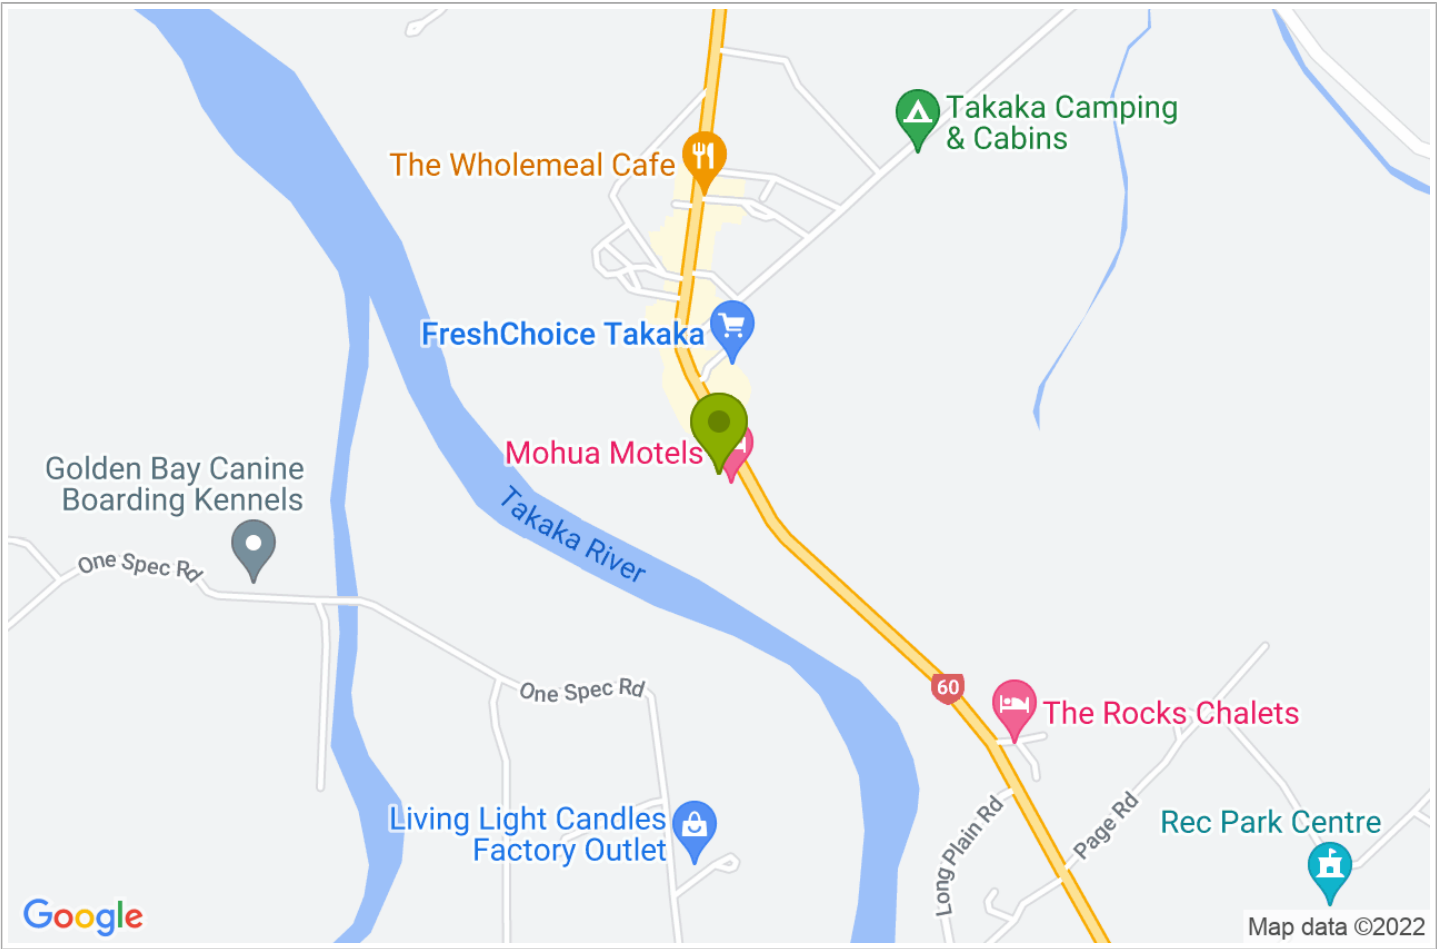 Takaka Camping
& Cabins
The Wholemeal Cafe
FreshChoice Takaka
Mohua Motels
Golden Bay Canine
Boarding Kennels
Takaka River
One Spec Rd
One Spec Rd
60
The Rocks Chalets
Living Light Candles
Factory Outlet
Long Plain Rd
Page Rd
Rec Park Centre
Google
Map data ©2022